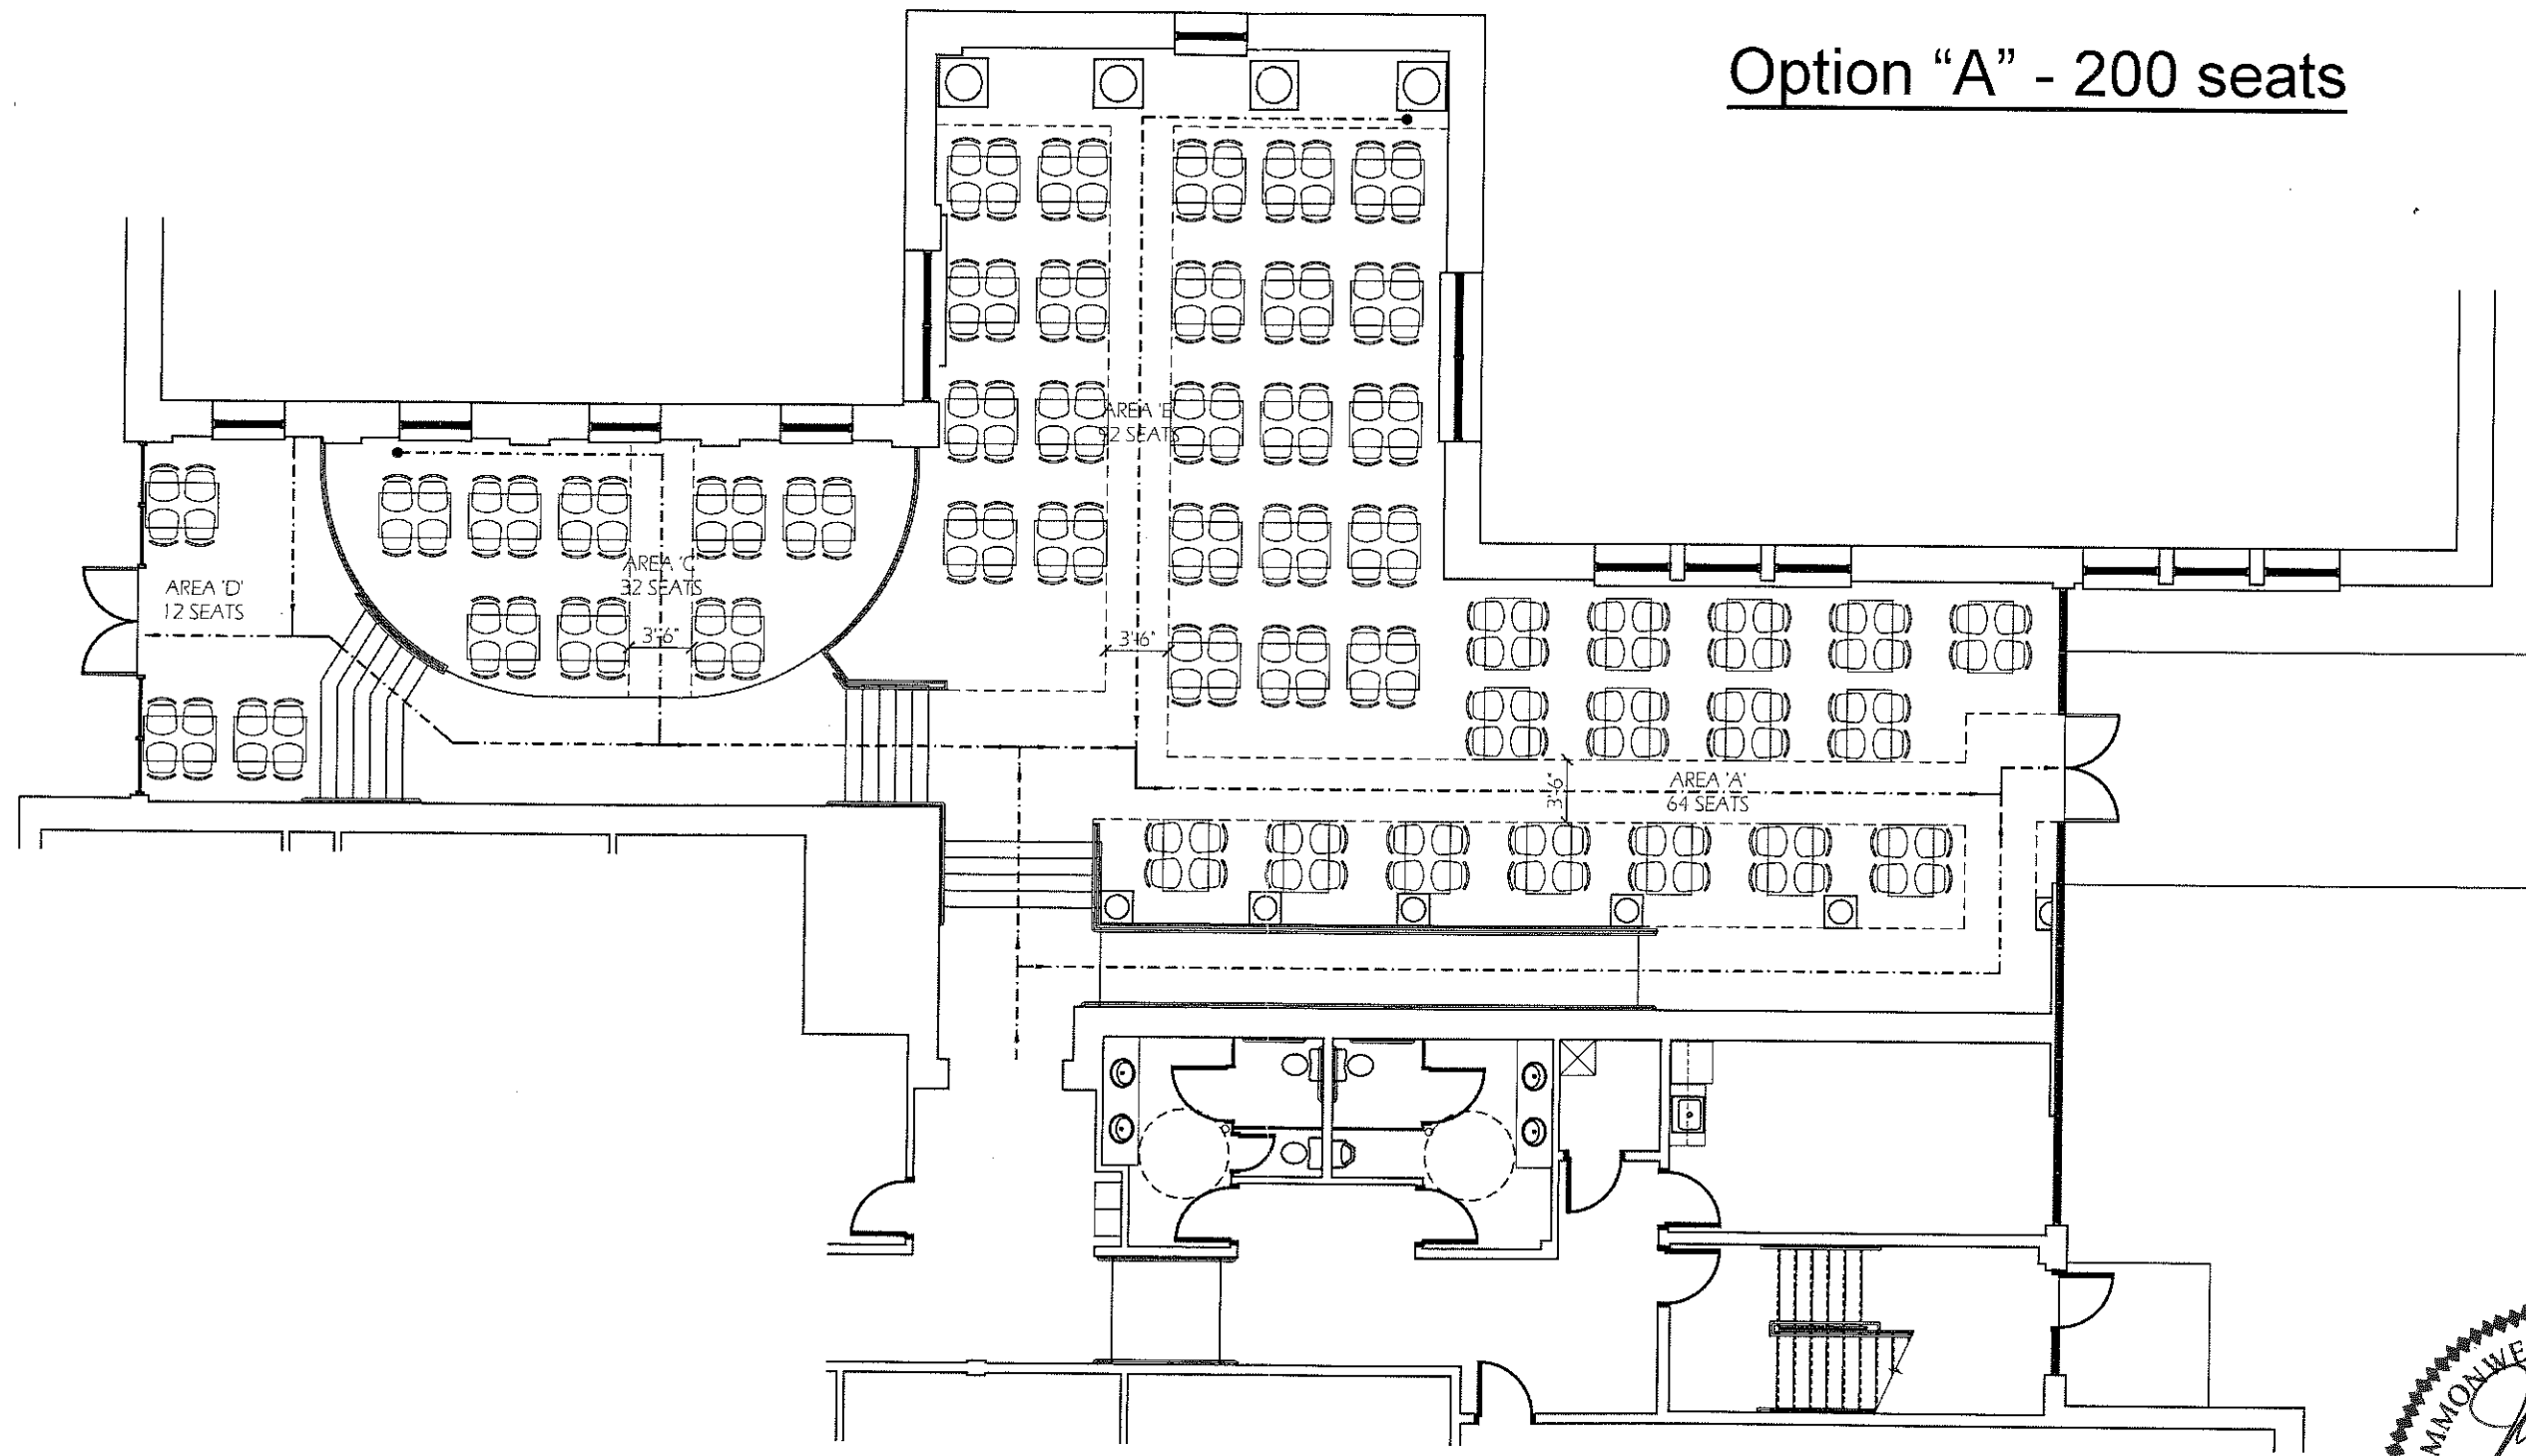 Option “A” - 200 seats
AREA 'E'
92 SEATS
AREA 'C'
32 SEATS
AREA 'D'
12 SEATS
3'-6"
3'-6"
3'-6"
AREA 'A'
64 SEATS